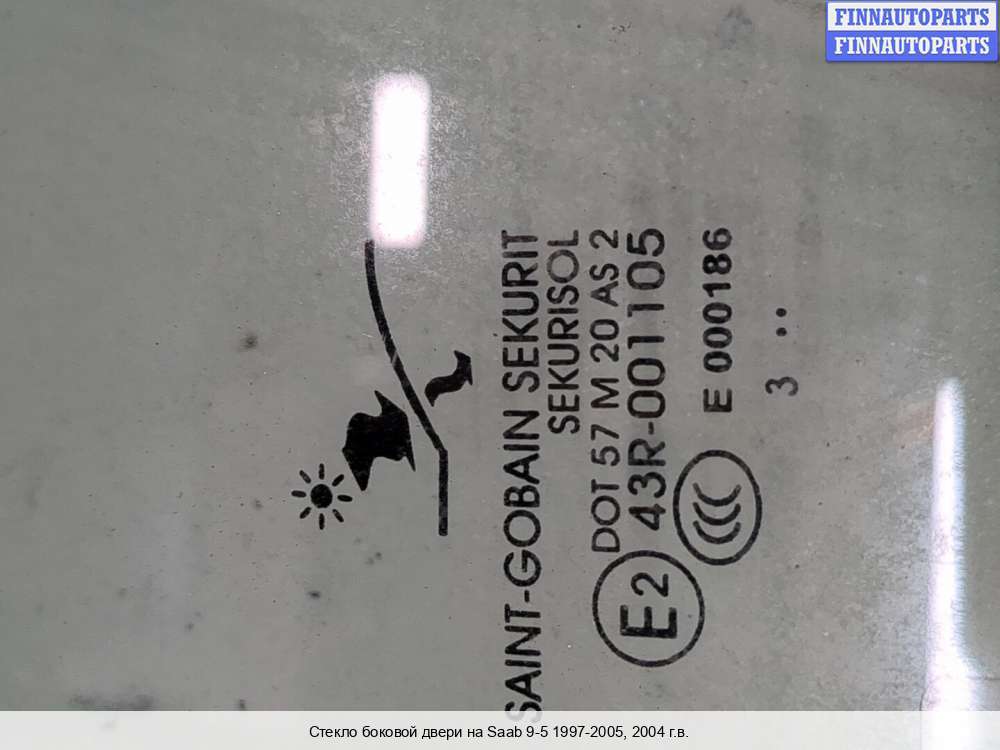 FINNAUTOPARTS
FINNAUTOPARTS
SAINT-GOBAIN SEKURIT
SEKURISOL
DOT 57 M 20 AS 2
E2 43R-001105
CCC E 000186
3 ..
Стекло боковой двери на Saab 9-5 1997-2005, 2004 г.в.